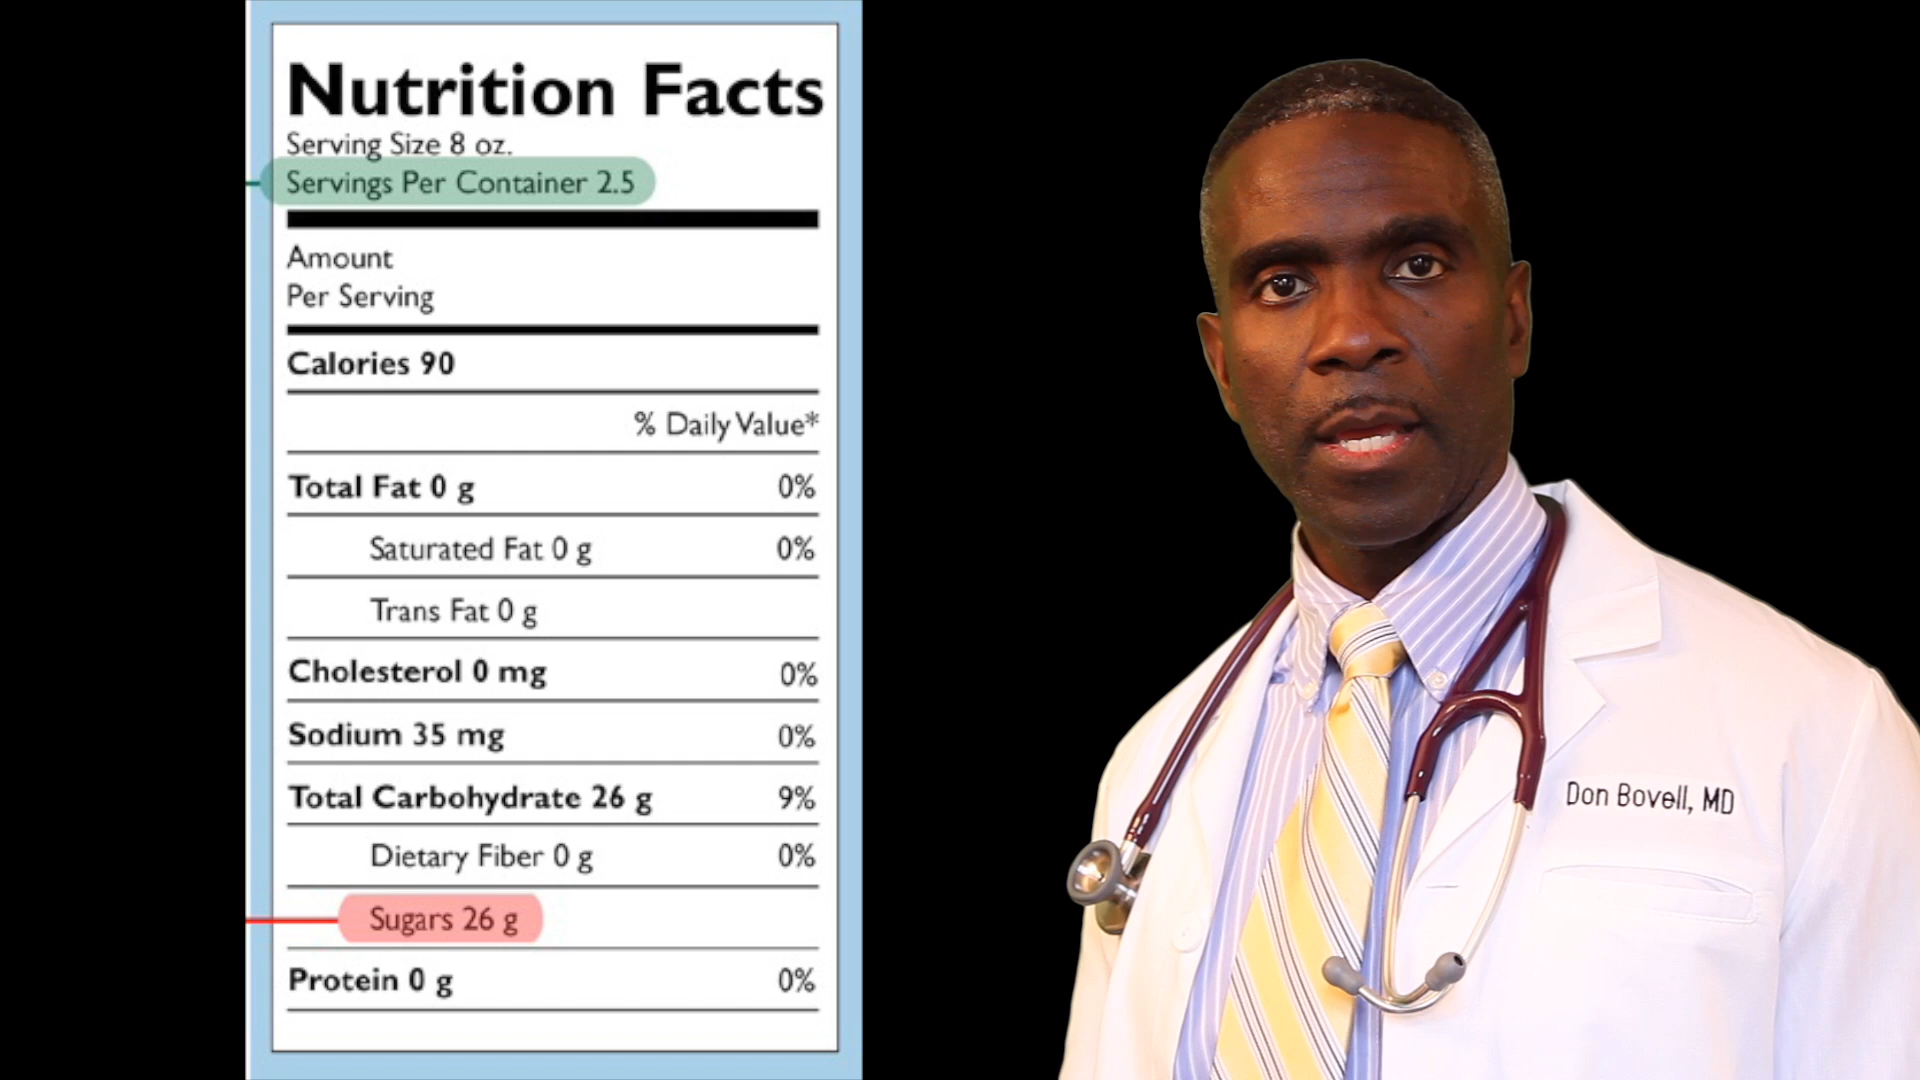 Nutrition Facts
Serving Size 8 oz.
Servings Per Container 2.5
Amount
Per Serving
Calories 90
% Daily Value*
Total Fat 0 g 0%
Saturated Fat 0 g 0%
Trans Fat 0 g
Cholesterol 0 mg 0%
Sodium 35 mg 0%
Total Carbohydrate 26 g 9%
Dietary Fiber 0 g 0%
Sugars 26 g
Protein 0 g 0%
Don Bovell, MD